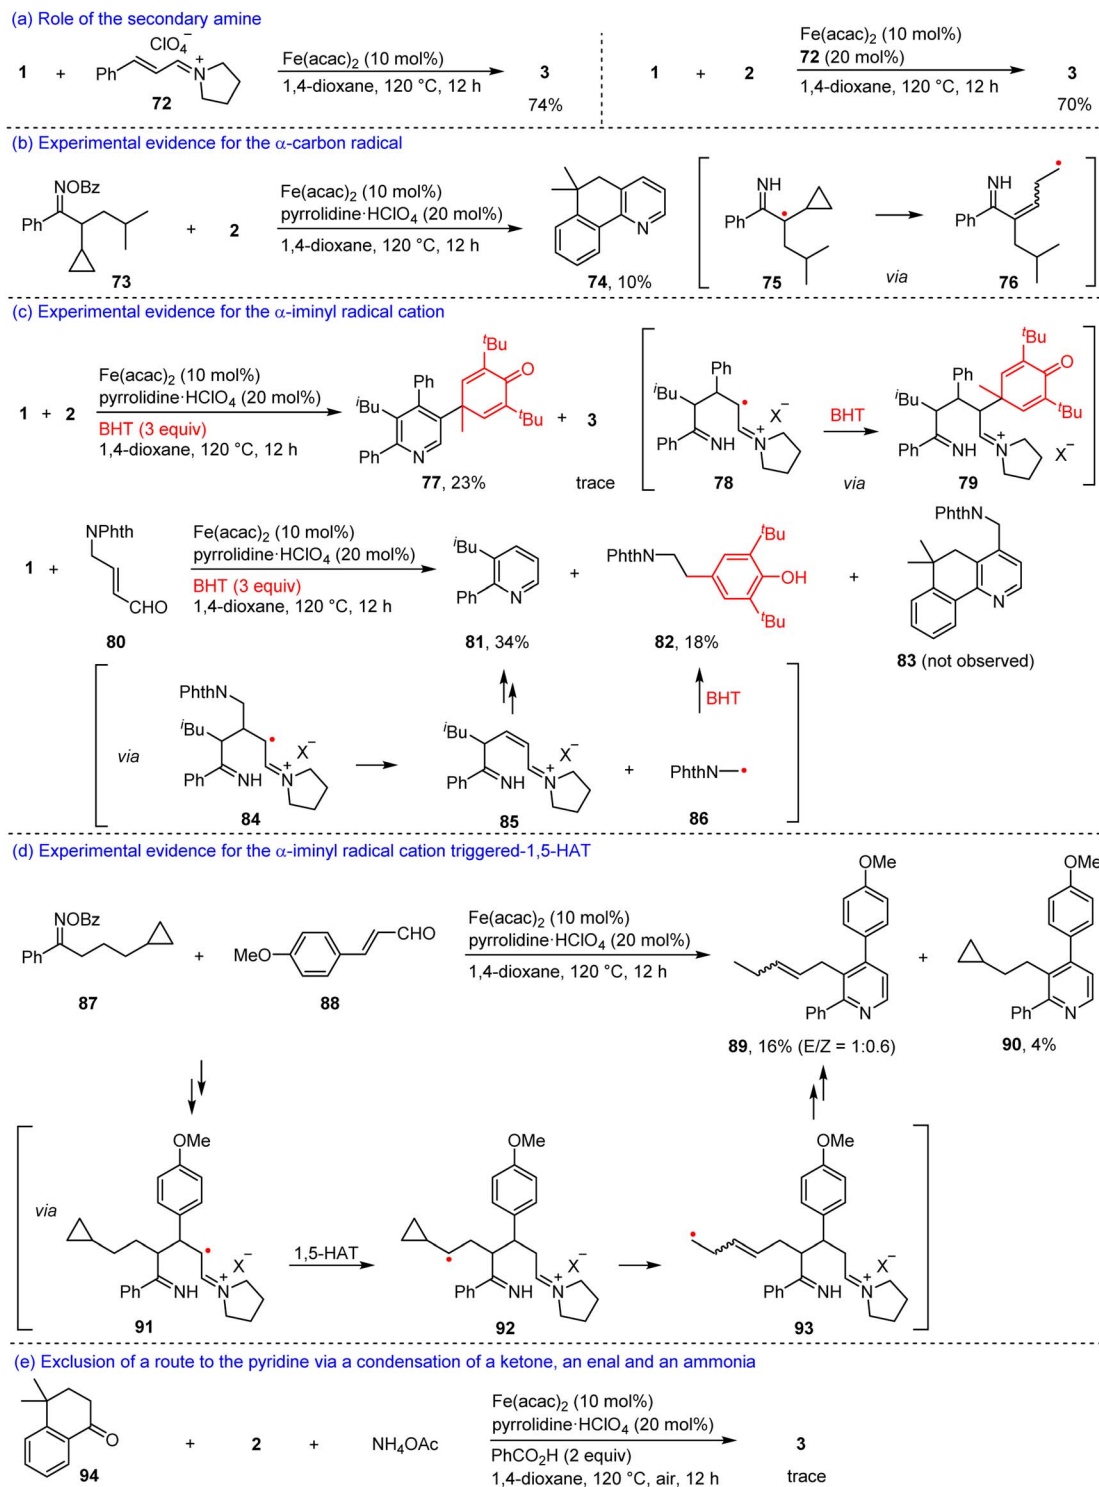 (a) Role of the secondary amine
ClO4−
1 + Ph N+ Fe(acac)2 (10 mol%) 3
1,4-dioxane, 120 °C, 12 h
72 74%
Fe(acac)2 (10 mol%)
1 + 2 72 (20 mol%) 3
1,4-dioxane, 120 °C, 12 h
70%
(b) Experimental evidence for the α-carbon radical
NOBz
Ph
73
+ 2
Fe(acac)2 (10 mol%)
pyrrolidine·HClO4 (20 mol%)
1,4-dioxane, 120 °C, 12 h
N
74, 10%
NH
Ph
75
via
NH
Ph
76
(c) Experimental evidence for the α-iminyl radical cation
1 + 2
Fe(acac)2 (10 mol%)
pyrrolidine·HClO4 (20 mol%)
BHT (3 equiv)
1,4-dioxane, 120 °C, 12 h
tBu
Ph O
iBu tBu
Ph N
77, 23%
+ 3
trace
Ph
iBu X−
Ph NH N+
78
BHT
via
tBu
Ph O
iBu tBu
Ph NH N+ X−
79
1 +
NPhth
CHO
80
Fe(acac)2 (10 mol%)
pyrrolidine·HClO4 (20 mol%)
BHT (3 equiv)
1,4-dioxane, 120 °C, 12 h
iBu
Ph N
81, 34%
+
PhthN tBu
OH
tBu
82, 18%
+
PhthN
N
83 (not observed)
via
PhthN
iBu X−
Ph NH N+
84
iBu X−
Ph NH N+
85
+
BHT
PhthN
86
(d) Experimental evidence for the α-iminyl radical cation triggered-1,5-HAT
NOBz
Ph
87
+
CHO
MeO
88
Fe(acac)2 (10 mol%)
pyrrolidine·HClO4 (20 mol%)
1,4-dioxane, 120 °C, 12 h
OMe
Ph N
89, 16% (E/Z = 1:0.6)
+
OMe
Ph N
90, 4%
via
OMe
X−
Ph NH N+
91
1,5-HAT
OMe
X−
Ph NH N+
92
OMe
X−
Ph NH N+
93
(e) Exclusion of a route to the pyridine via a condensation of a ketone, an enal and an ammonia
O
94
+ 2 + NH4OAc
Fe(acac)2 (10 mol%)
pyrrolidine·HClO4 (20 mol%)
PhCO2H (2 equiv)
1,4-dioxane, 120 °C, air, 12 h
3
trace